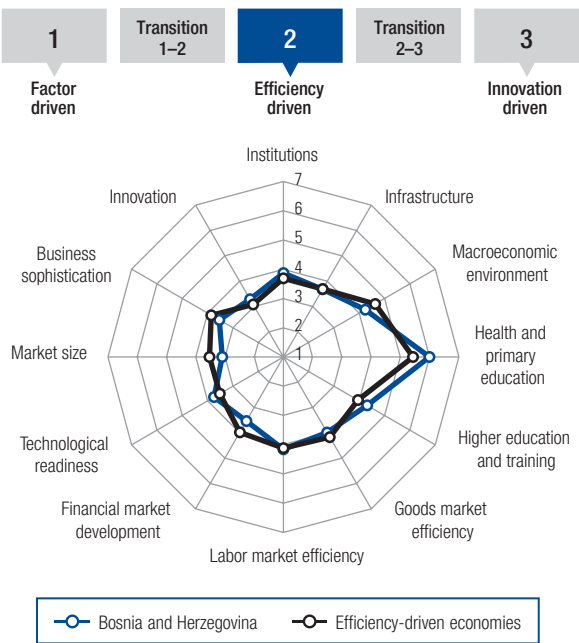 1
Transition
1–2
2
Transition
2–3
3
Factor
driven
Efficiency
driven
Innovation
driven
Institutions
Infrastructure
Macroeconomic
environment
Health and
primary
education
Higher education
and training
Goods market
efficiency
Labor market efficiency
Financial market
development
Technological
readiness
Market size
Business
sophistication
Innovation
7
6
5
4
3
2
1
Bosnia and Herzegovina
Efficiency-driven economies